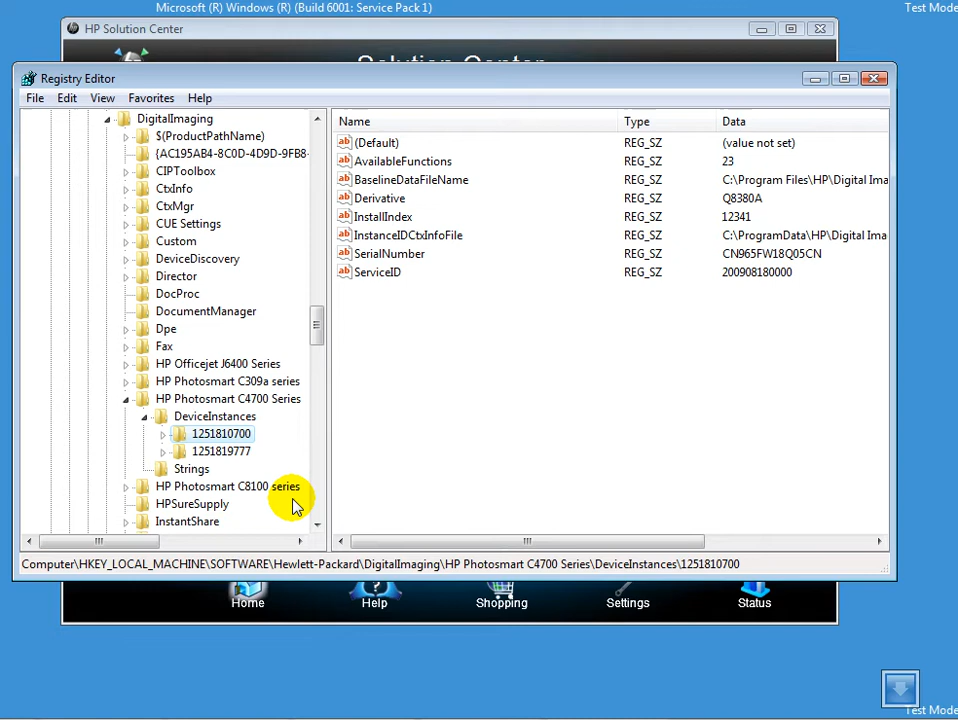 Microsoft (R) Windows (R) (Build 6001: Service Pack 1)
Test Mode
HP Solution Center
Solution Center
Registry Editor
File Edit View Favorites Help
DigitalImaging
$(ProductPathName)
{AC195AB4-8C0D-4D9D-9FB8-
CIPToolbox
CtxInfo
CtxMgr
CUE Settings
Custom
DeviceDiscovery
Director
DocProc
DocumentManager
Dpe
Fax
HP Officejet J6400 Series
HP Photosmart C309a series
HP Photosmart C4700 Series
DeviceInstances
1251810700
1251819777
Strings
HP Photosmart C8100 series
HPSureSupply
InstantShare
Name Type Data
(Default) REG_SZ (value not set)
AvailableFunctions REG_SZ 23
BaselineDataFileName REG_SZ C:\Program Files\HP\Digital Ima
Derivative REG_SZ Q8380A
InstallIndex REG_SZ 12341
InstanceIDCtxInfoFile REG_SZ C:\ProgramData\HP\Digital Ima
SerialNumber REG_SZ CN965FW18Q05CN
ServiceID REG_SZ 200908180000
Computer\HKEY_LOCAL_MACHINE\SOFTWARE\Hewlett-Packard\DigitalImaging\HP Photosmart C4700 Series\DeviceInstances\1251810700
Home Help Shopping Settings Status
Test Mode